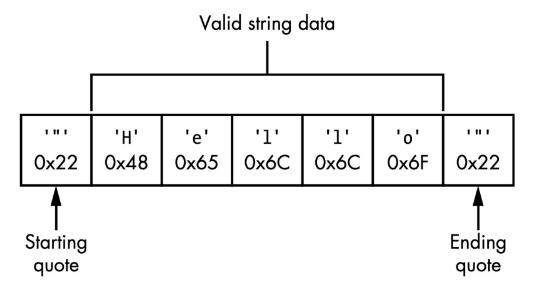 Valid string data
'"' 'H' 'e' 'l' 'l' 'o' '"'
0x22 0x48 0x65 0x6C 0x6C 0x6F 0x22
Starting Ending
quote quote